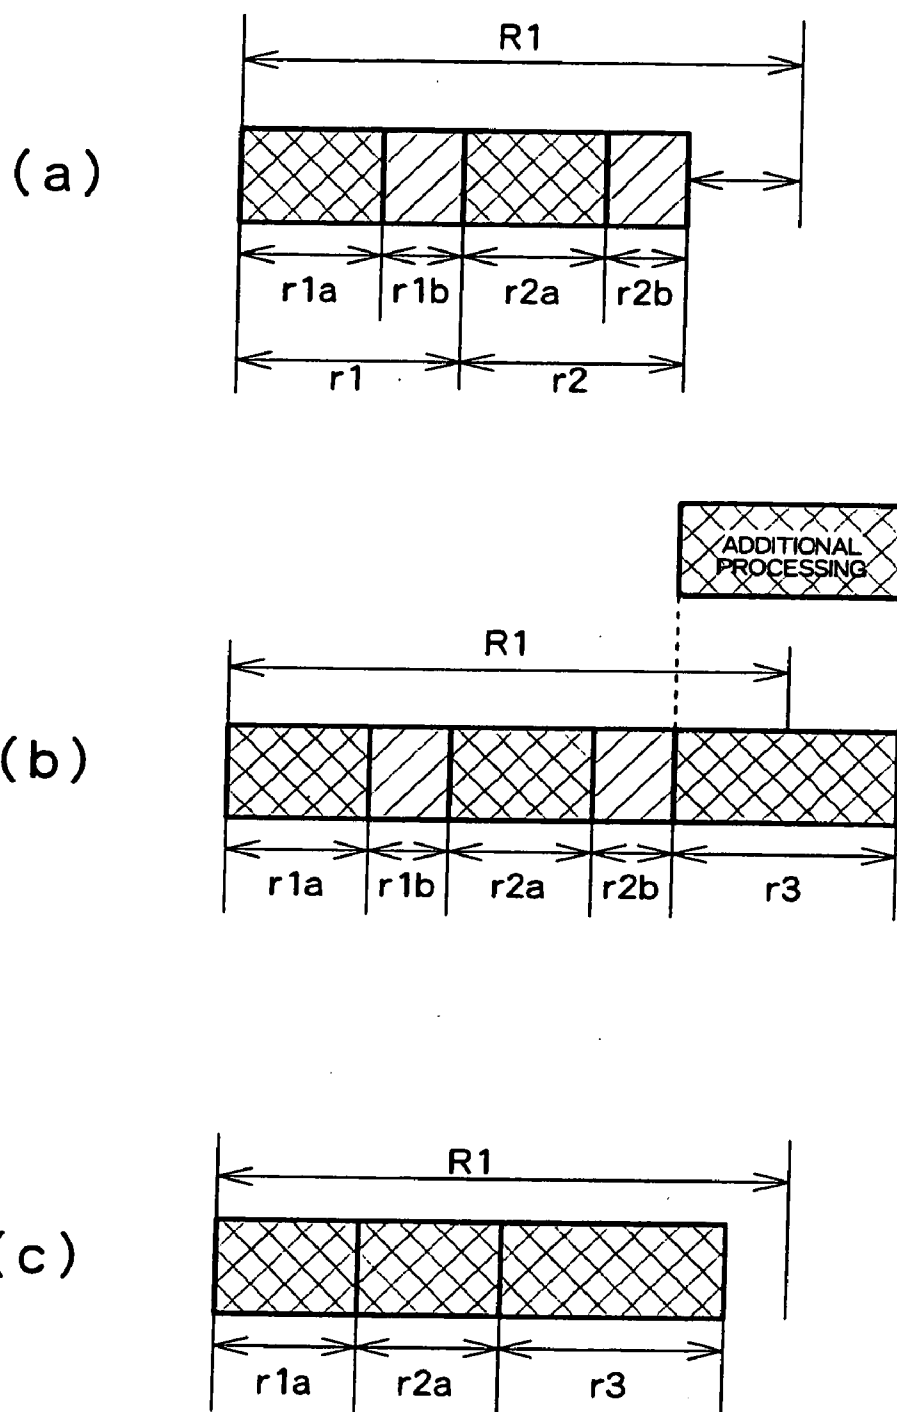 R1
(a)
r1a r1b r2a r2b
r1 r2
ADDITIONAL
PROCESSING
R1
(b)
r1a r1b r2a r2b r3
R1
(c)
r1a r2a r3